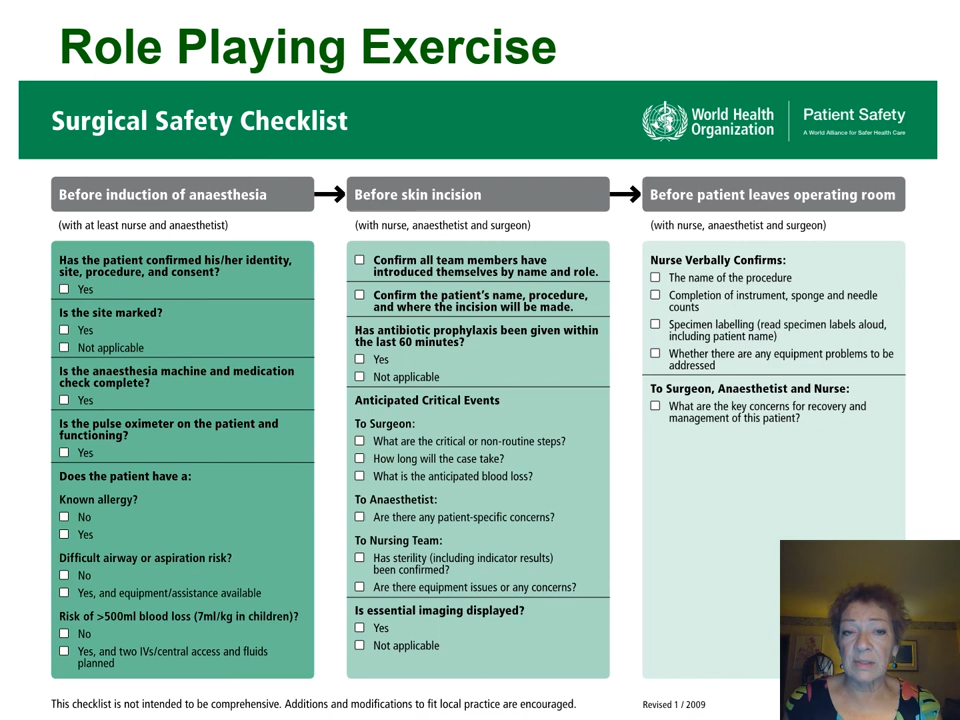 Role Playing Exercise
Surgical Safety Checklist
World Health
Organization
Patient Safety
A World Alliance for Safer Health Care
Before induction of anaesthesia
(with at least nurse and anaesthetist)
Has the patient confirmed his/her identity,
site, procedure, and consent?
Yes
Is the site marked?
Yes
Not applicable
Is the anaesthesia machine and medication
check complete?
Yes
Is the pulse oximeter on the patient and
functioning?
Yes
Does the patient have a:
Known allergy?
No
Yes
Difficult airway or aspiration risk?
No
Yes, and equipment/assistance available
Risk of >500ml blood loss (7ml/kg in children)?
No
Yes, and two IVs/central access and fluids
planned
Before skin incision
(with nurse, anaesthetist and surgeon)
Confirm all team members have
introduced themselves by name and role.
Confirm the patient's name, procedure,
and where the incision will be made.
Has antibiotic prophylaxis been given within
the last 60 minutes?
Yes
Not applicable
Anticipated Critical Events
To Surgeon:
What are the critical or non-routine steps?
How long will the case take?
What is the anticipated blood loss?
To Anaesthetist:
Are there any patient-specific concerns?
To Nursing Team:
Has sterility (including indicator results)
been confirmed?
Are there equipment issues or any concerns?
Is essential imaging displayed?
Yes
Not applicable
Before patient leaves operating room
(with nurse, anaesthetist and surgeon)
Nurse Verbally Confirms:
The name of the procedure
Completion of instrument, sponge and needle
counts
Specimen labelling (read specimen labels aloud,
including patient name)
Whether there are any equipment problems to be
addressed
To Surgeon, Anaesthetist and Nurse:
What are the key concerns for recovery and
management of this patient?
This checklist is not intended to be comprehensive. Additions and modifications to fit local practice are encouraged.
Revised 1 / 2009